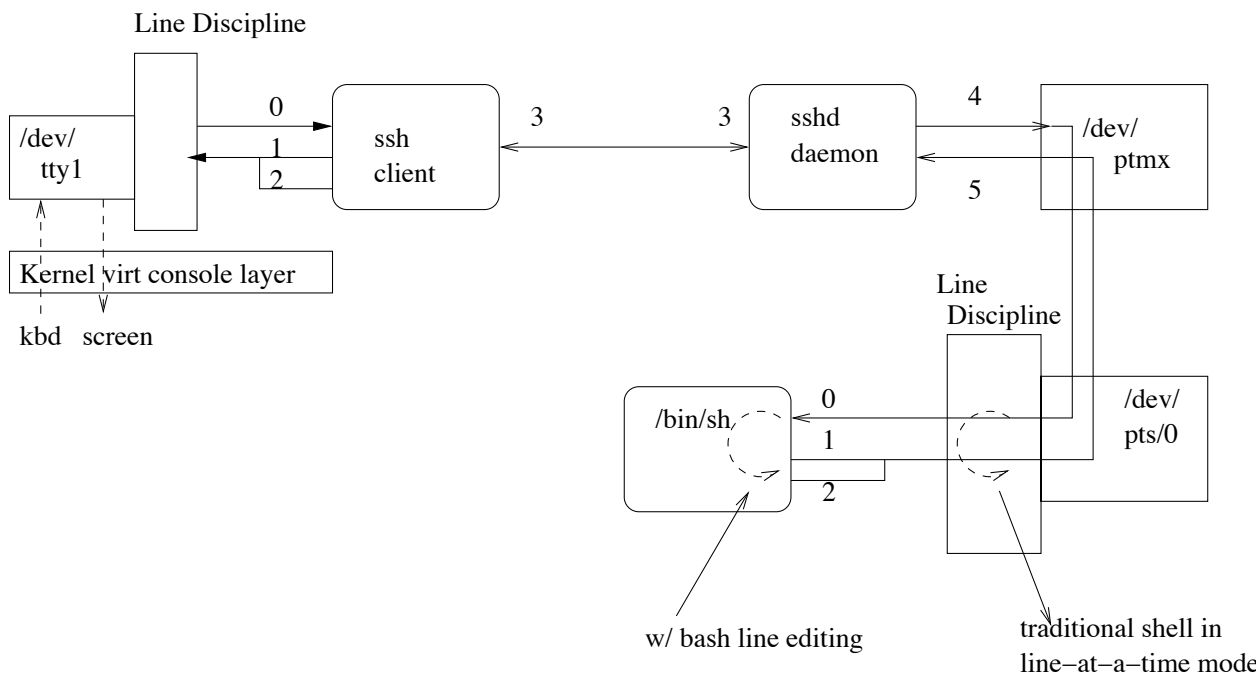 Line Discipline
/dev/
tty1
0
1
2
ssh
client
3
3
sshd
daemon
4
5
/dev/
ptmx
Kernel virt console layer
kbd
screen
Line
Discipline
/bin/sh
0
1
2
/dev/
pts/0
w/ bash line editing
traditional shell in
line−at−a−time mode